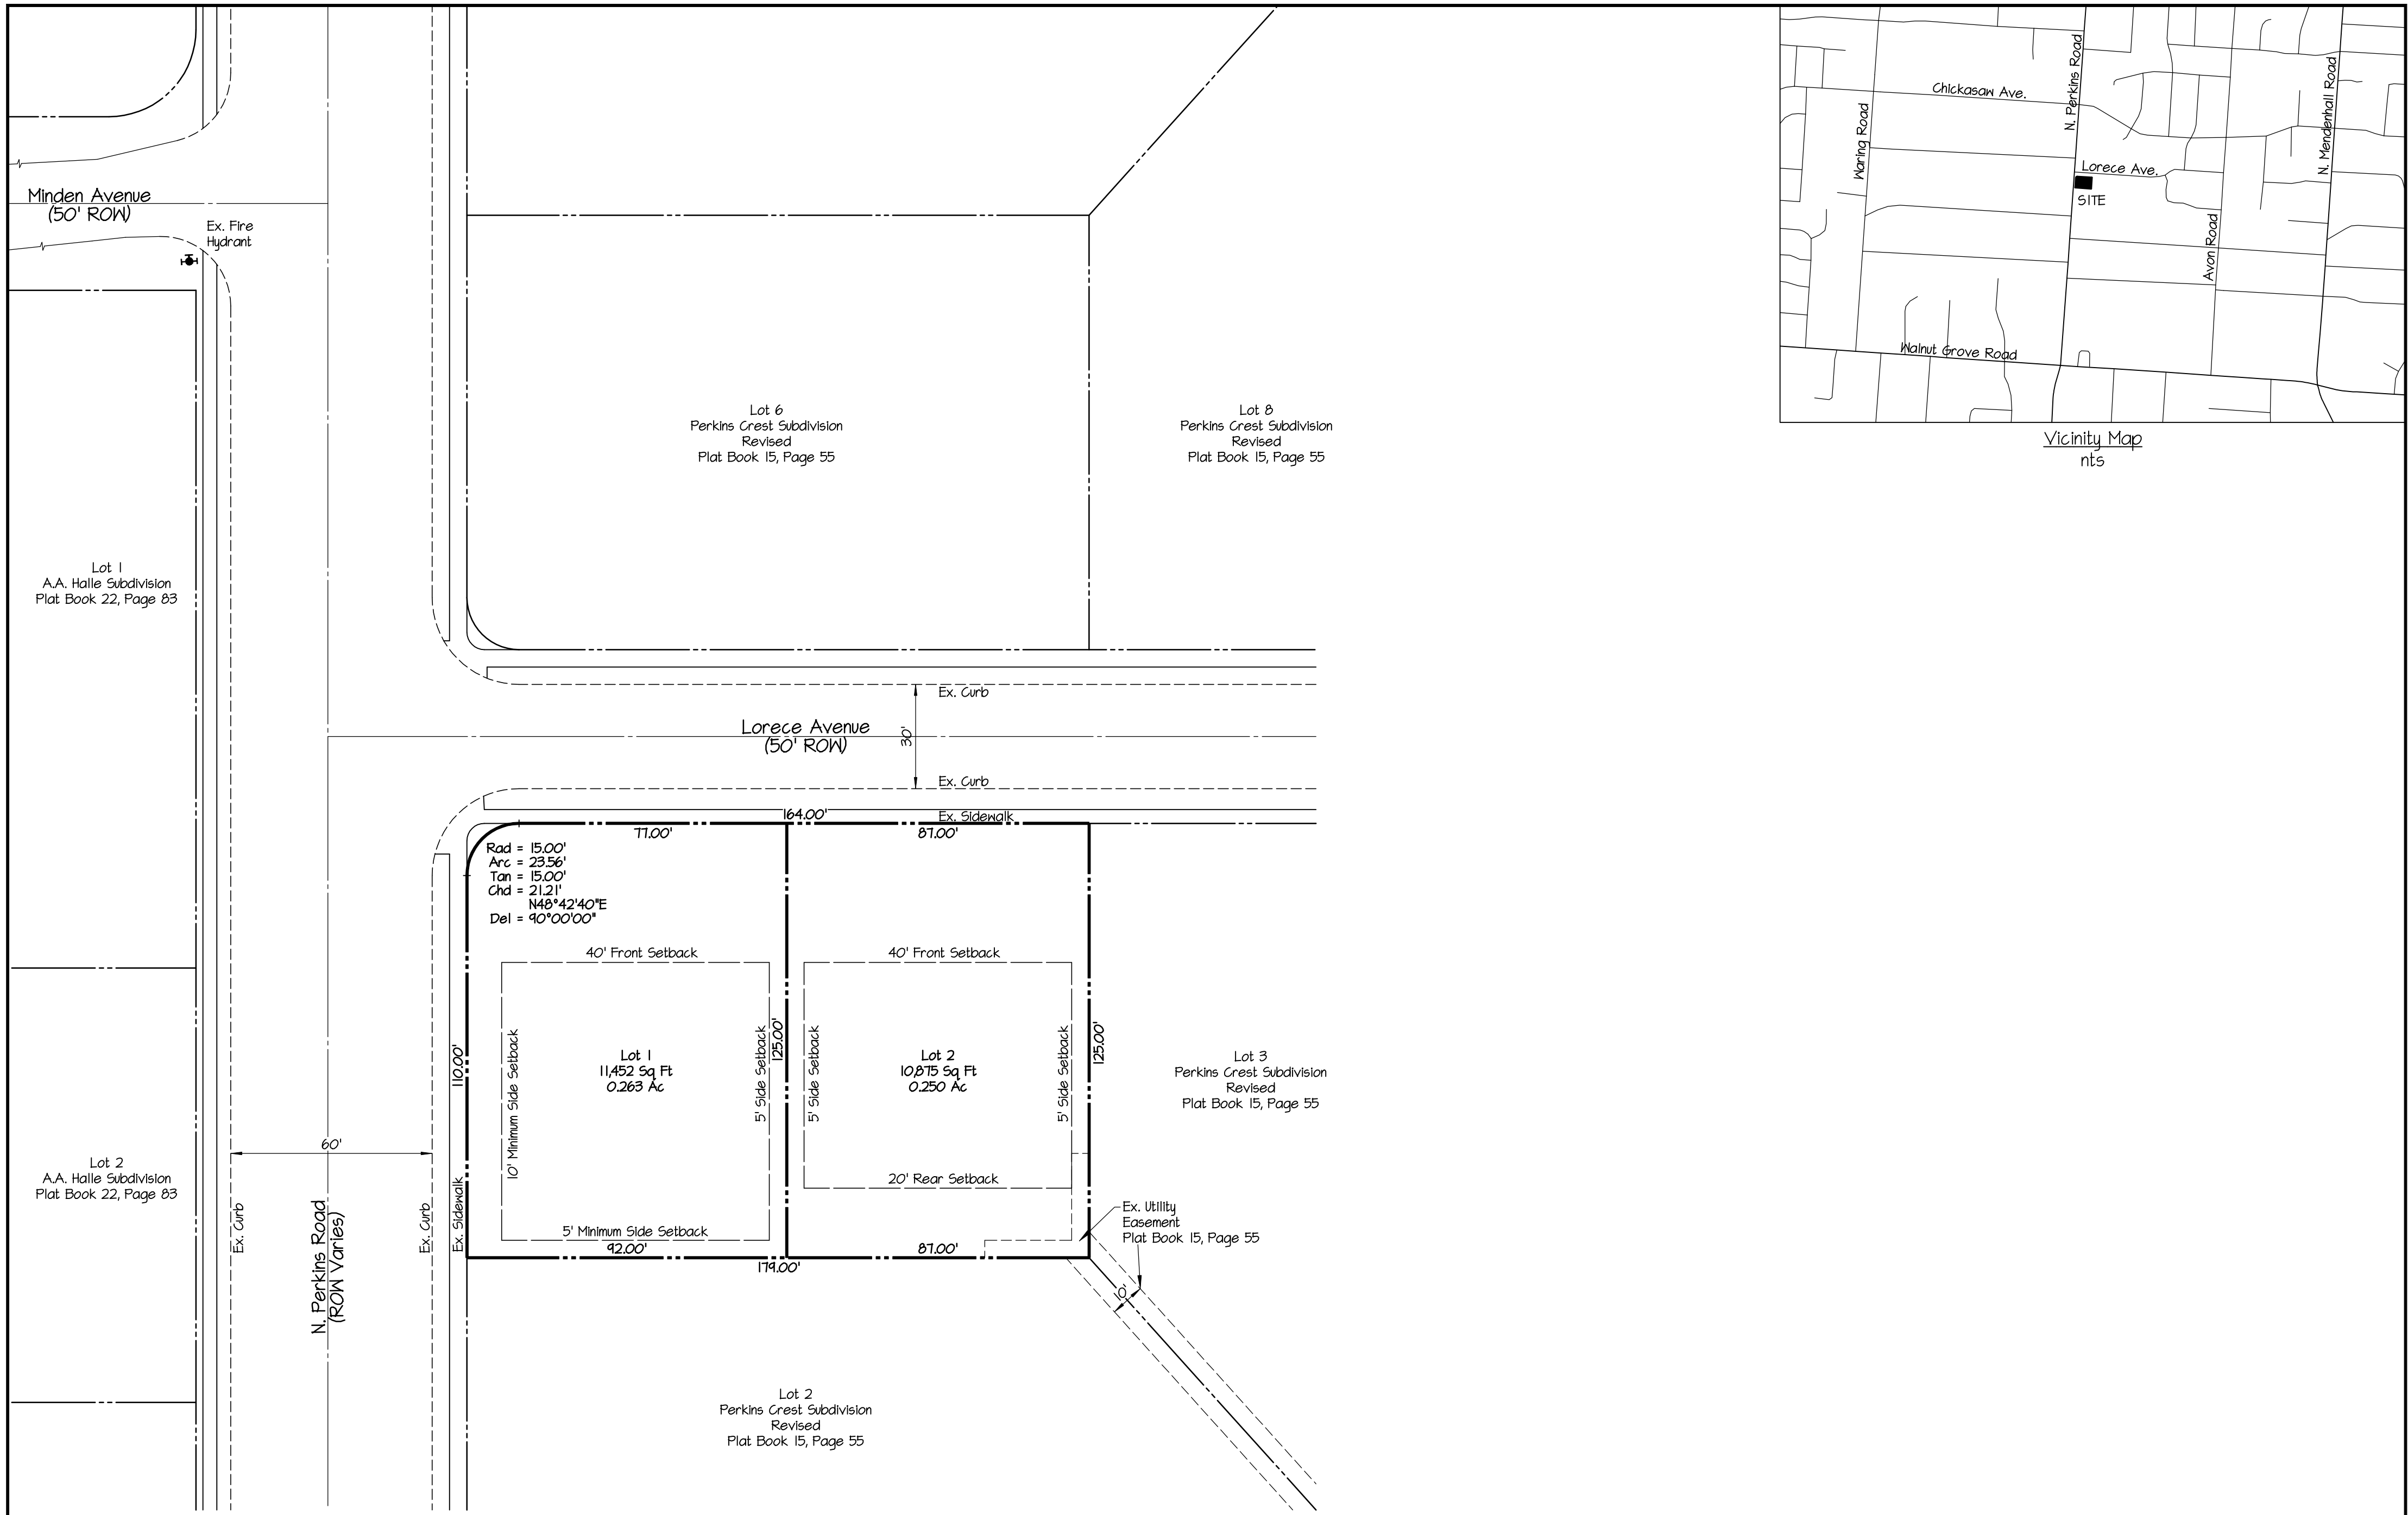 Minden Avenue
(50' ROW)
Ex. Fire
Hydrant
Lot 1
A.A. Halle Subdivision
Plat Book 22, Page 83
Lot 2
A.A. Halle Subdivision
Plat Book 22, Page 83
Lot 6
Perkins Crest Subdivision
Revised
Plat Book 15, Page 55
Lot 8
Perkins Crest Subdivision
Revised
Plat Book 15, Page 55
Chickasaw Ave.
N. Perkins Road
N. Mendenhall Road
Waring Road
Lorece Ave.
SITE
Avon Road
Walnut Grove Road
Vicinity Map
nts
Ex. Curb
Lorece Avenue
(50' ROW)
30'
Ex. Curb
164.00'
Ex. Sidewalk
77.00'
87.00'
Rad = 15.00'
Arc = 23.56'
Tan = 15.00'
Chd = 21.21'
N48°42'40"E
Del = 90°00'00"
40' Front Setback
40' Front Setback
110.00'
10' Minimum Side Setback
Lot 1
11,452 Sq Ft
0.263 Ac
5' Side Setback
125.00'
5' Side Setback
Lot 2
10,875 Sq Ft
0.250 Ac
5' Side Setback
125.00'
Lot 3
Perkins Crest Subdivision
Revised
Plat Book 15, Page 55
60'
20' Rear Setback
Ex. Curb
N. Perkins Road
(ROW Varies)
Ex. Curb
Ex. Sidewalk
5' Minimum Side Setback
92.00'
87.00'
179.00'
Ex. Utility
Easement
Plat Book 15, Page 55
10'
Lot 2
Perkins Crest Subdivision
Revised
Plat Book 15, Page 55